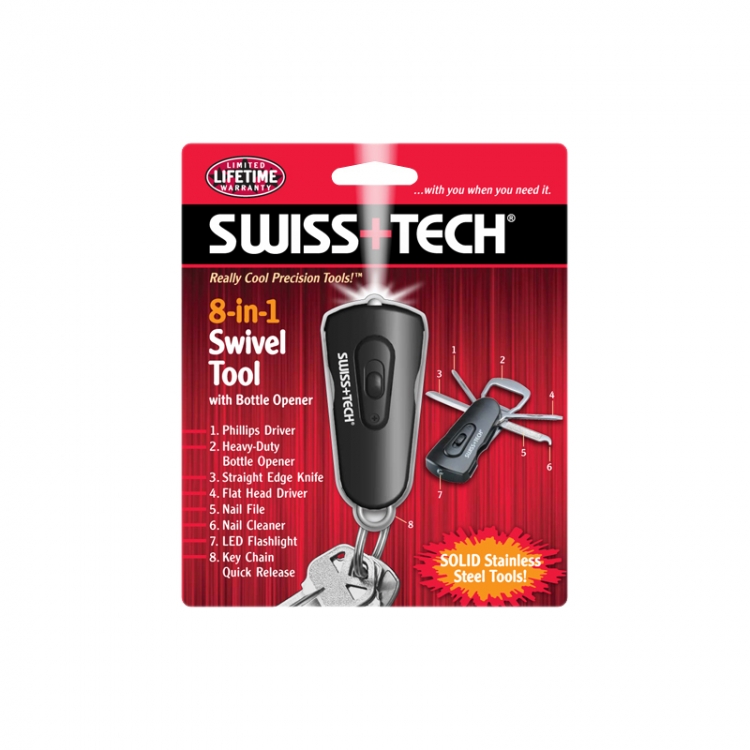 LIMITED
LIFETIME
WARRANTY
...with you when you need it.
SWISS+TECH®
Really Cool Precision Tools!™
8-in-1
Swivel
Tool
with Bottle Opener
1. Phillips Driver
2. Heavy-Duty
Bottle Opener
3. Straight Edge Knife
4. Flat Head Driver
5. Nail File
6. Nail Cleaner
7. LED Flashlight
8. Key Chain
Quick Release
SWISS+TECH®
8
1
2
3
4
5
6
7
SWISS+TECH
SOLID Stainless
Steel Tools!